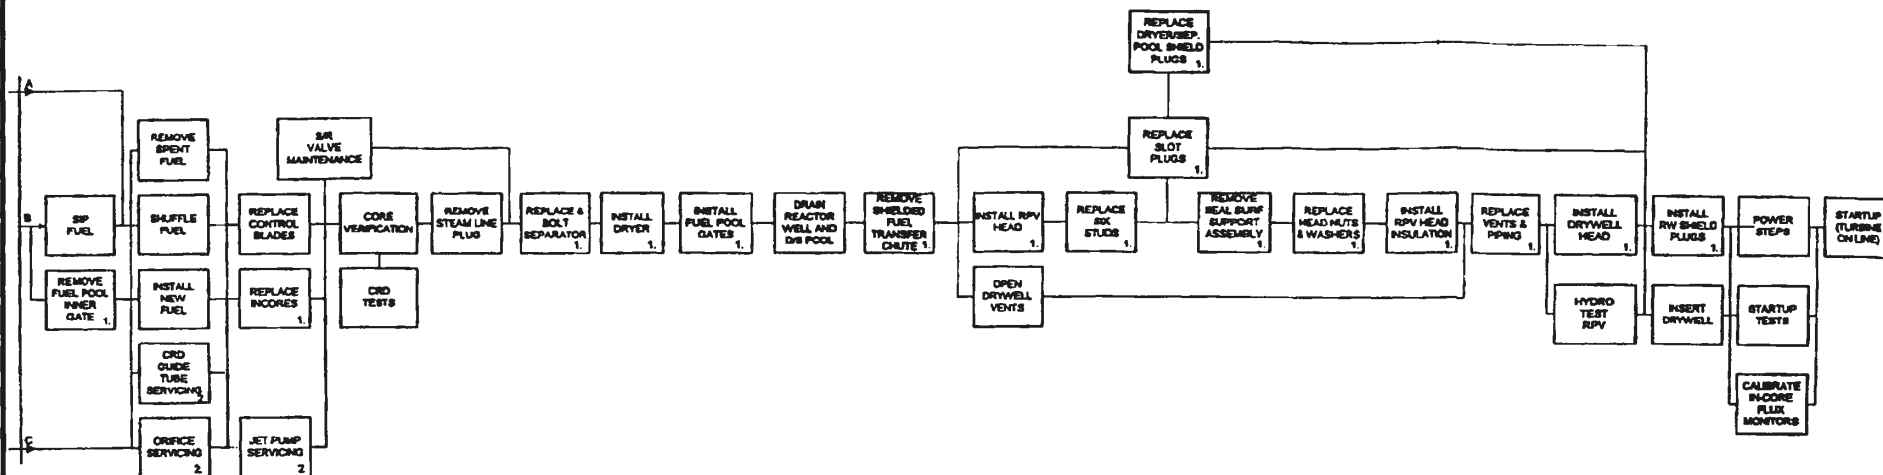 REPLACE
DRYER/SEP.
POOL SHIELD
PLUGS 1.
A
REMOVE
SPENT
FUEL
S/R
VALVE
MAINTENANCE
REPLACE
SLOT
PLUGS
1.
B
SIP
FUEL
SHUFFLE
FUEL
REPLACE
CONTROL
BLADES
CORE
VERIFICATION
REMOVE
STEAM LINE
PLUG
REPLACE &
BOLT
SEPARATOR
1.
INSTALL
DRYER
1.
INSTALL
FUEL POOL
GATES
1.
DRAIN
REACTOR
WELL AND
D/S POOL
REMOVE
SHIELDED
FUEL
TRANSFER
CHUTE 1.
INSTALL RPV
HEAD
1.
REPLACE
SIX
STUDS
1.
REMOVE
SEAL SURF
SUPPORT
ASSEMBLY
1.
REPLACE
HEAD NUTS
& WASHERS
1.
INSTALL
RPV HEAD
INSULATION
1.
REPLACE
VENTS &
PIPING
1.
INSTALL
DRYWELL
HEAD
1.
INSTALL
RW SHIELD
PLUGS
1.
POWER
STEPS
STARTUP
(TURBINE
ON LINE)
REMOVE
FUEL POOL
INNER
GATE 1.
INSTALL
NEW
FUEL
REPLACE
INCORES
1.
CRD
TESTS
OPEN
DRYWELL
VENTS
HYDRO
TEST
RPV
INSERT
DRYWELL
STARTUP
TESTS
CRD
GUIDE
TUBE
SERVICING
2
CALIBRATE
IN-CORE
FLUX
MONITORS
C
ORIFICE
SERVICING
2
JET PUMP
SERVICING
2